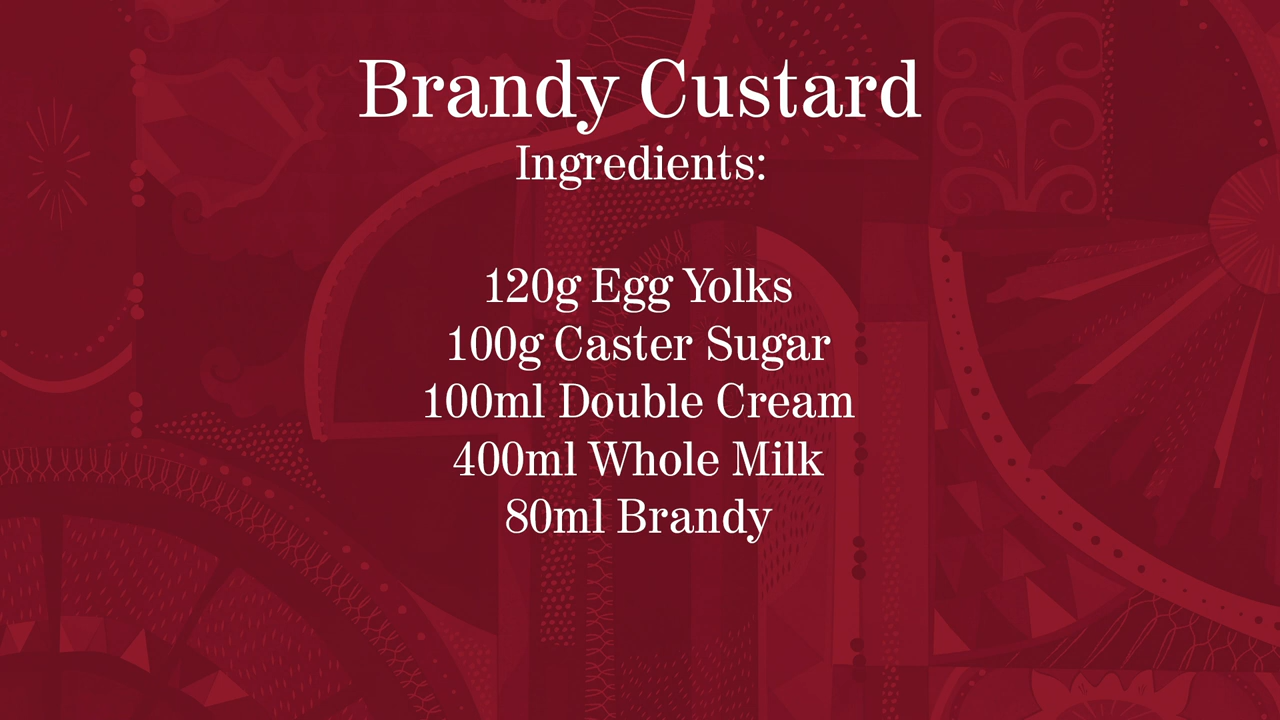 Brandy Custard
Ingredients:
120g Egg Yolks
100g Caster Sugar
100ml Double Cream
400ml Whole Milk
80ml Brandy